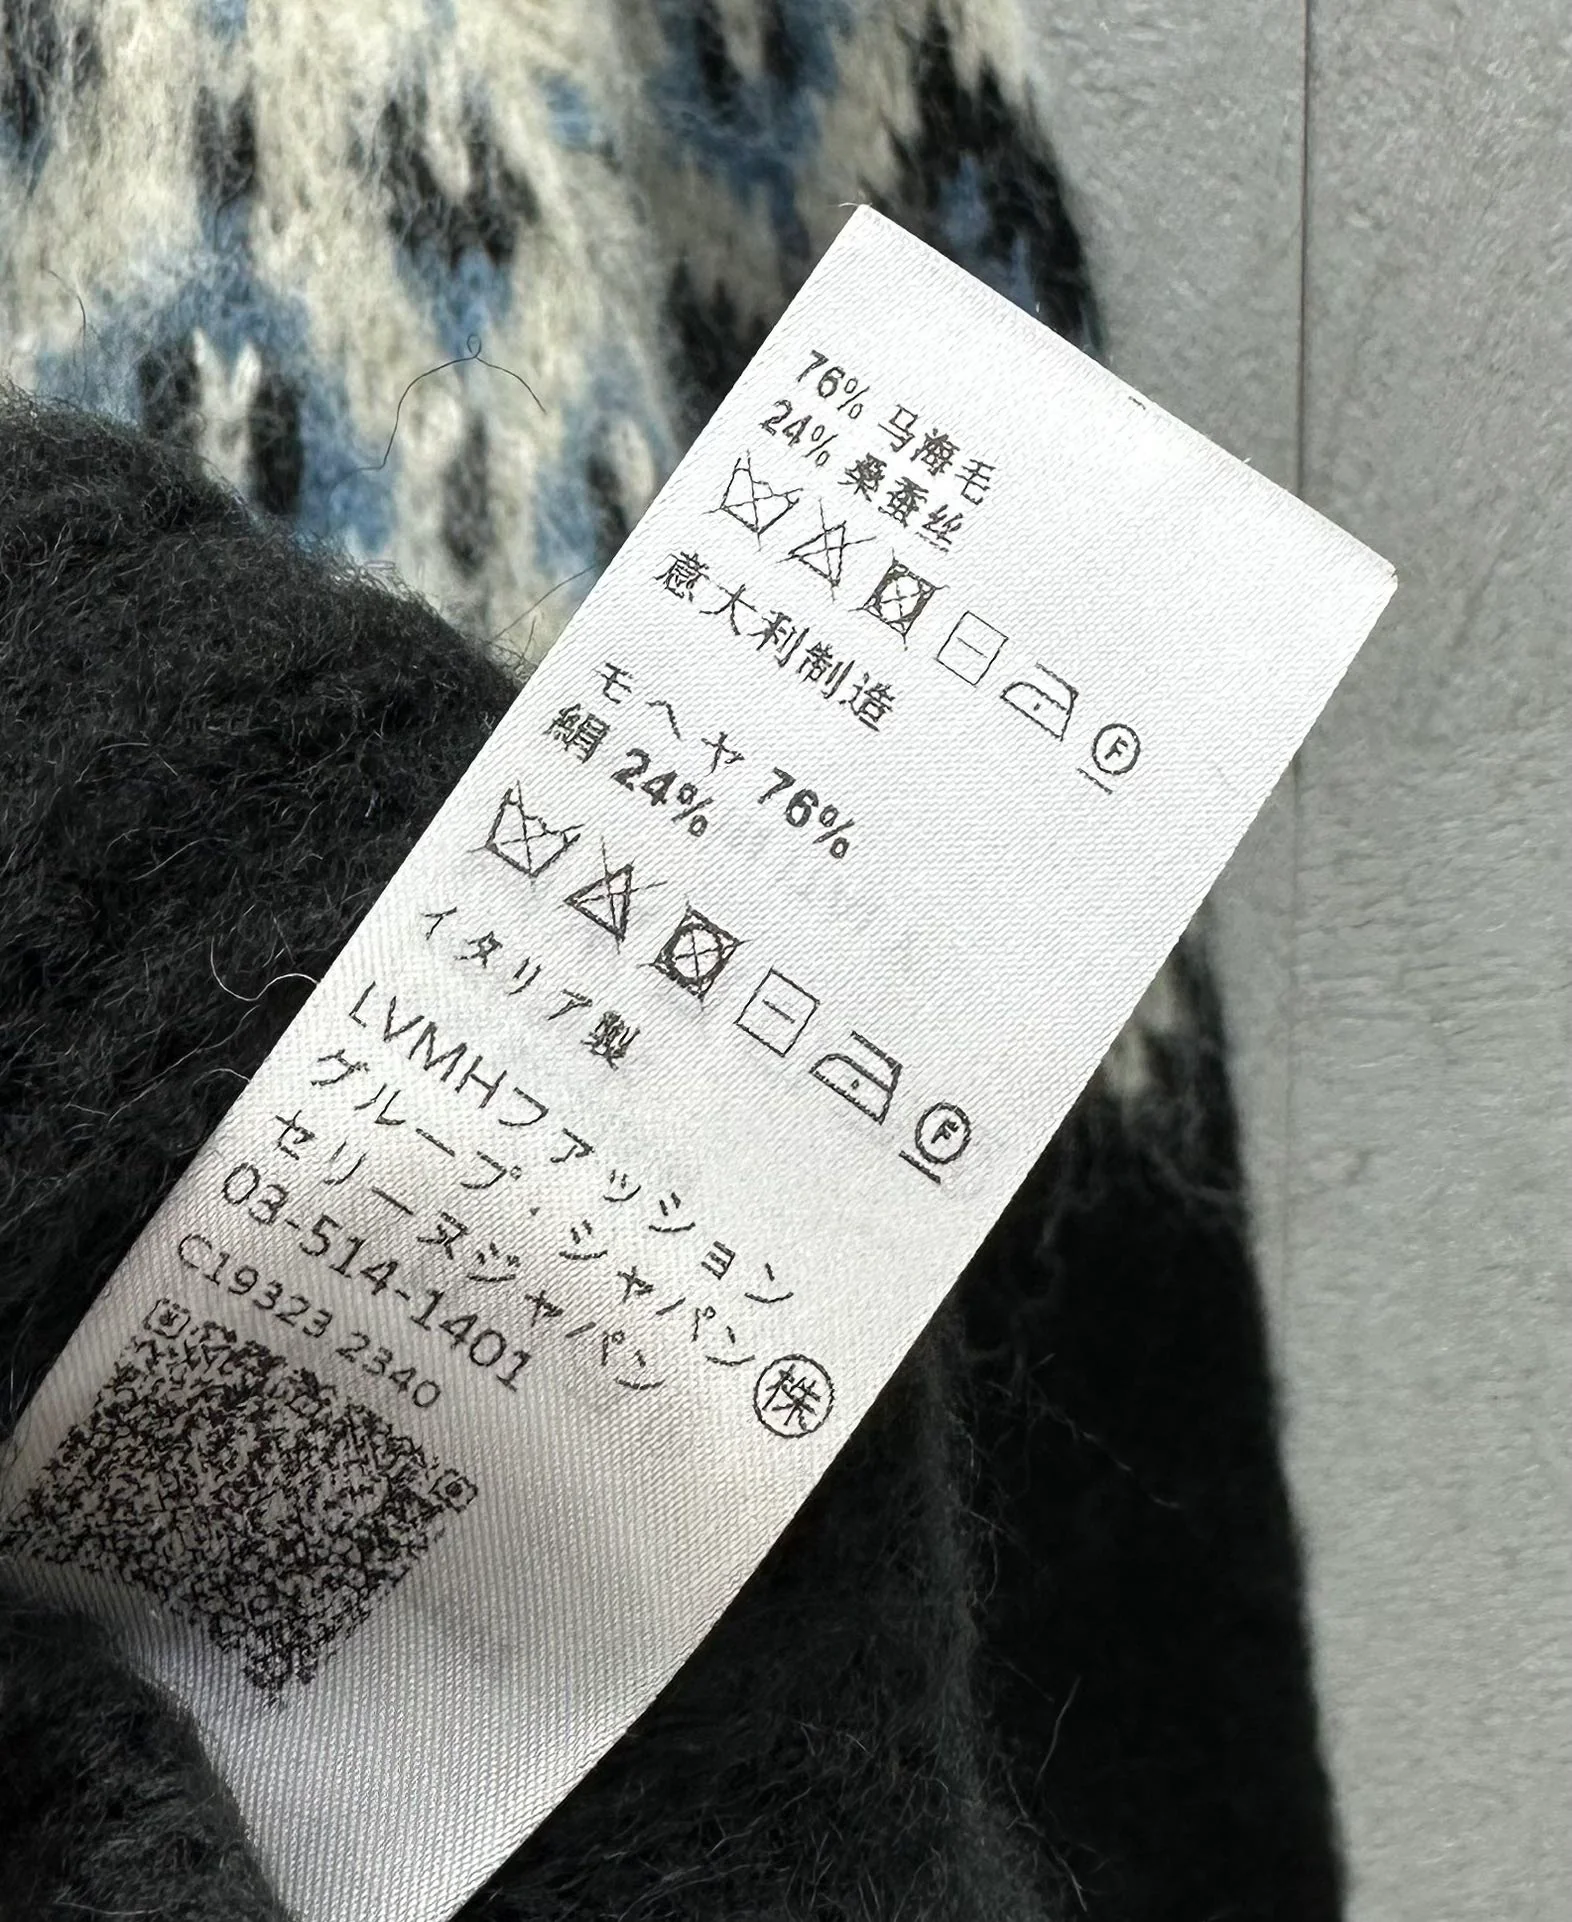 76% 马海毛
24% 桑蚕丝
F
意大利制造
モヘヤ 76%
絹 24%
F
イタリア製
LVMHファッション
グループ・ジャパン㊑
セリーヌジャパン
03-514-1401
C19323 2340